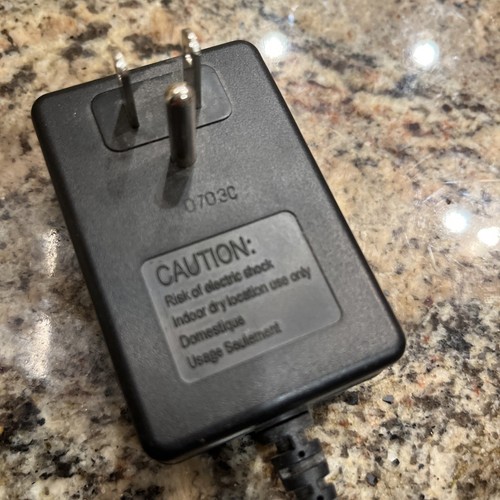 0703C
CAUTION:
Risk of electric shock
Indoor dry location use only
Domestique
Usage Seulement